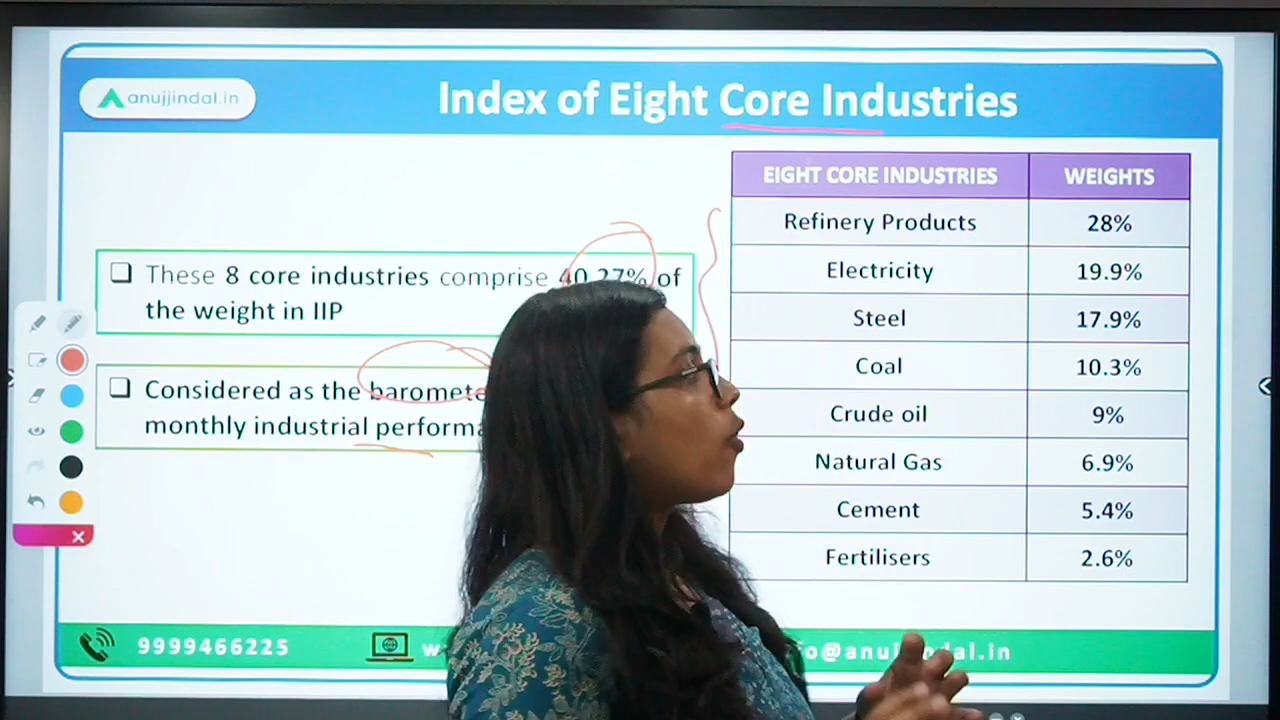 anujjindal.in
Index of Eight Core Industries
These 8 core industries comprise 40.27% of
the weight in IIP
Considered as the
monthly industrial
EIGHT CORE INDUSTRIES WEIGHTS
Refinery Products 28%
Electricity 19.9%
Steel 17.9%
Coal 10.3%
Crude oil 9%
Natural Gas 6.9%
Cement 5.4%
Fertilisers 2.6%
9999466225